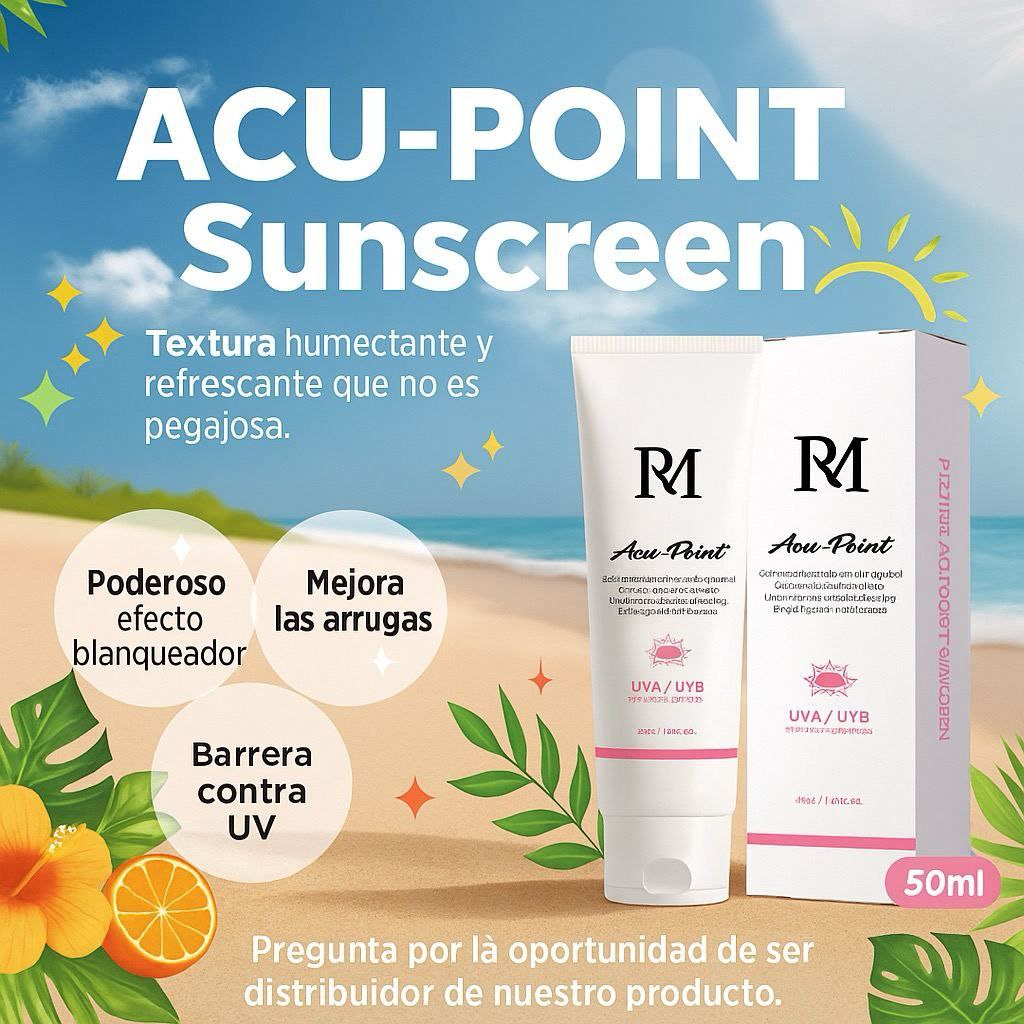 ACU-POINT
Sunscreen
Textura humectante y
refrescante que no es
pegajosa.
Poderoso
efecto
blanqueador
Mejora
las arrugas
Barrera
contra
UV
RM
Acu-Point
UVA / UYB
RM
Aou-Point
UVA / UYB
50ml
Pregunta por là oportunidad de ser
distribuidor de nuestro producto.